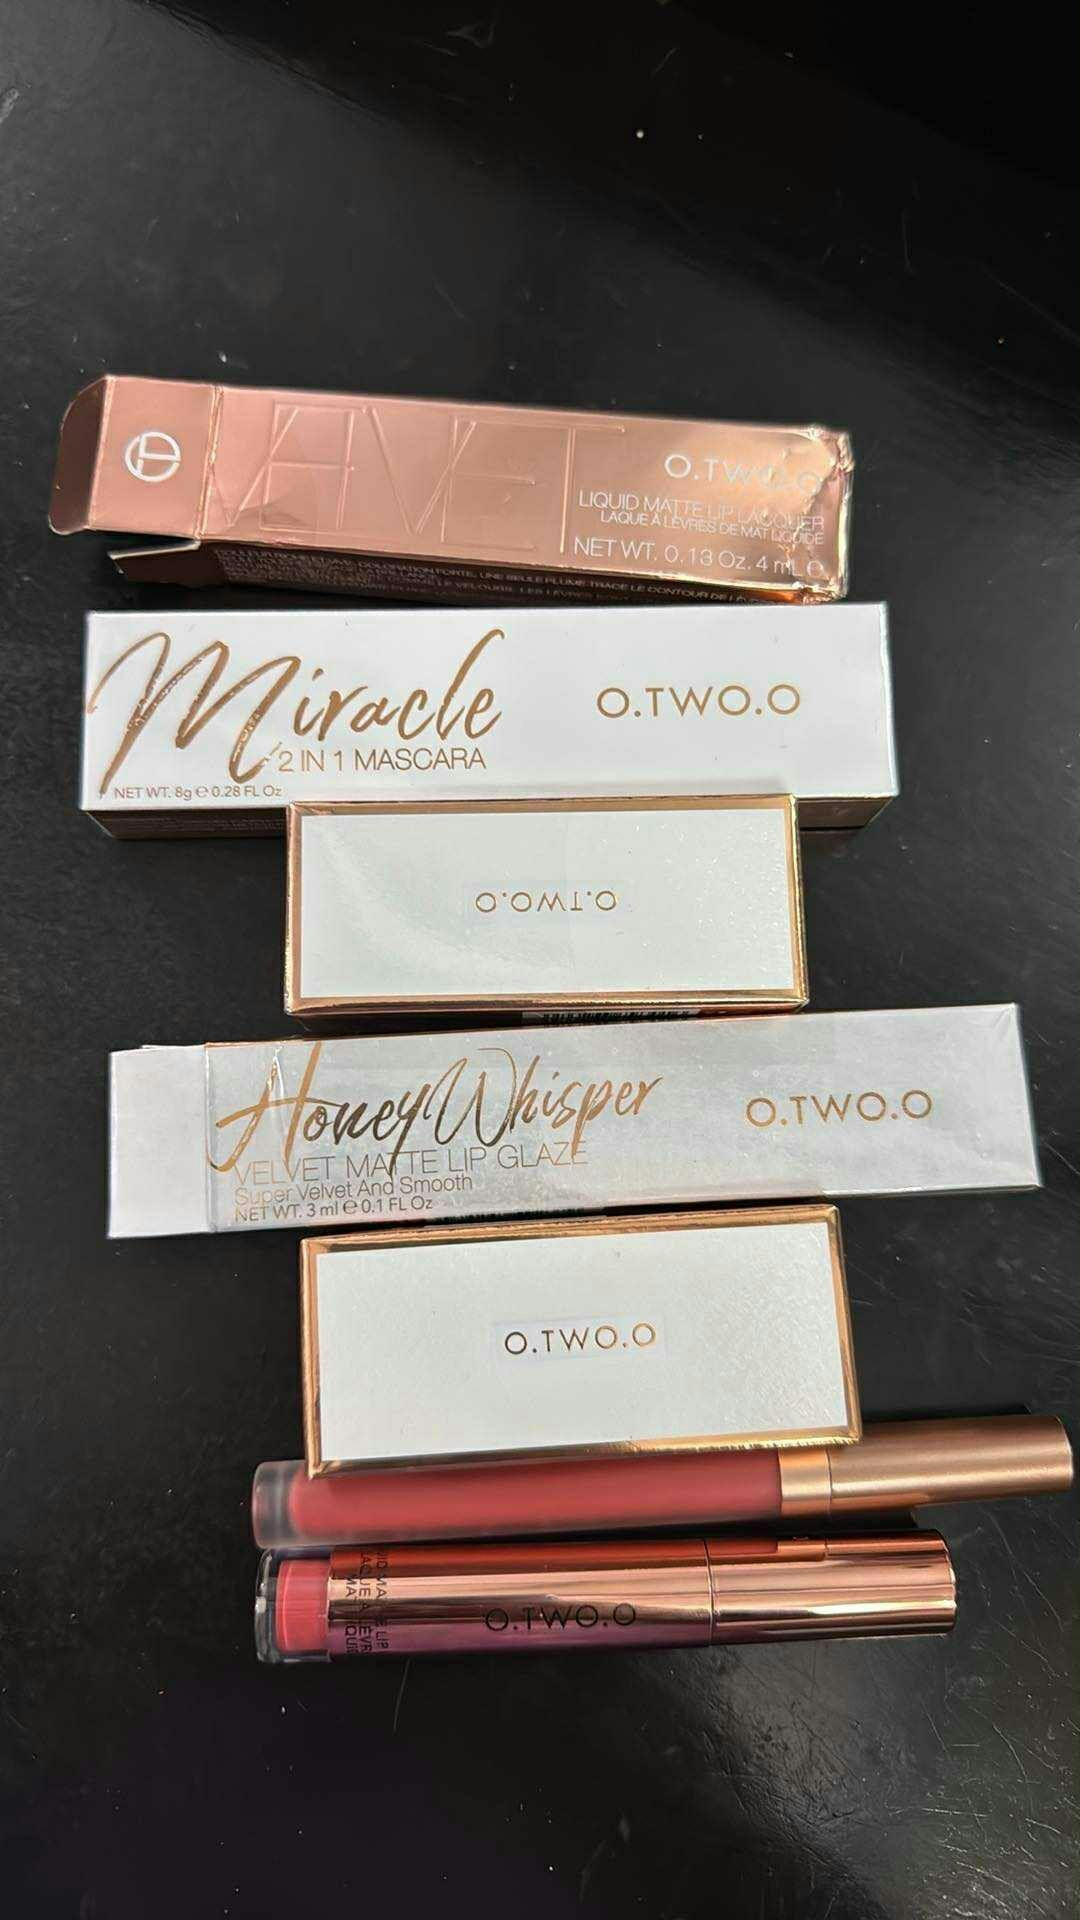 VELVET
O.TWO.O
LIQUID MATTE LIP LACQUER
LAQUE À LÈVRES DE MAT LIQUIDE
NET WT. 0.13 Oz. 4 mL e
Miracle
2 IN 1 MASCARA
NET WT. 8g e 0.28 FL Oz
O.TWO.O
O.TWO.O
Honey Whisper
VELVET MATTE LIP GLAZE
Super Velvet And Smooth
NET WT. 3 ml e 0.1 FL Oz
O.TWO.O
O.TWO.O
O.TWO.O